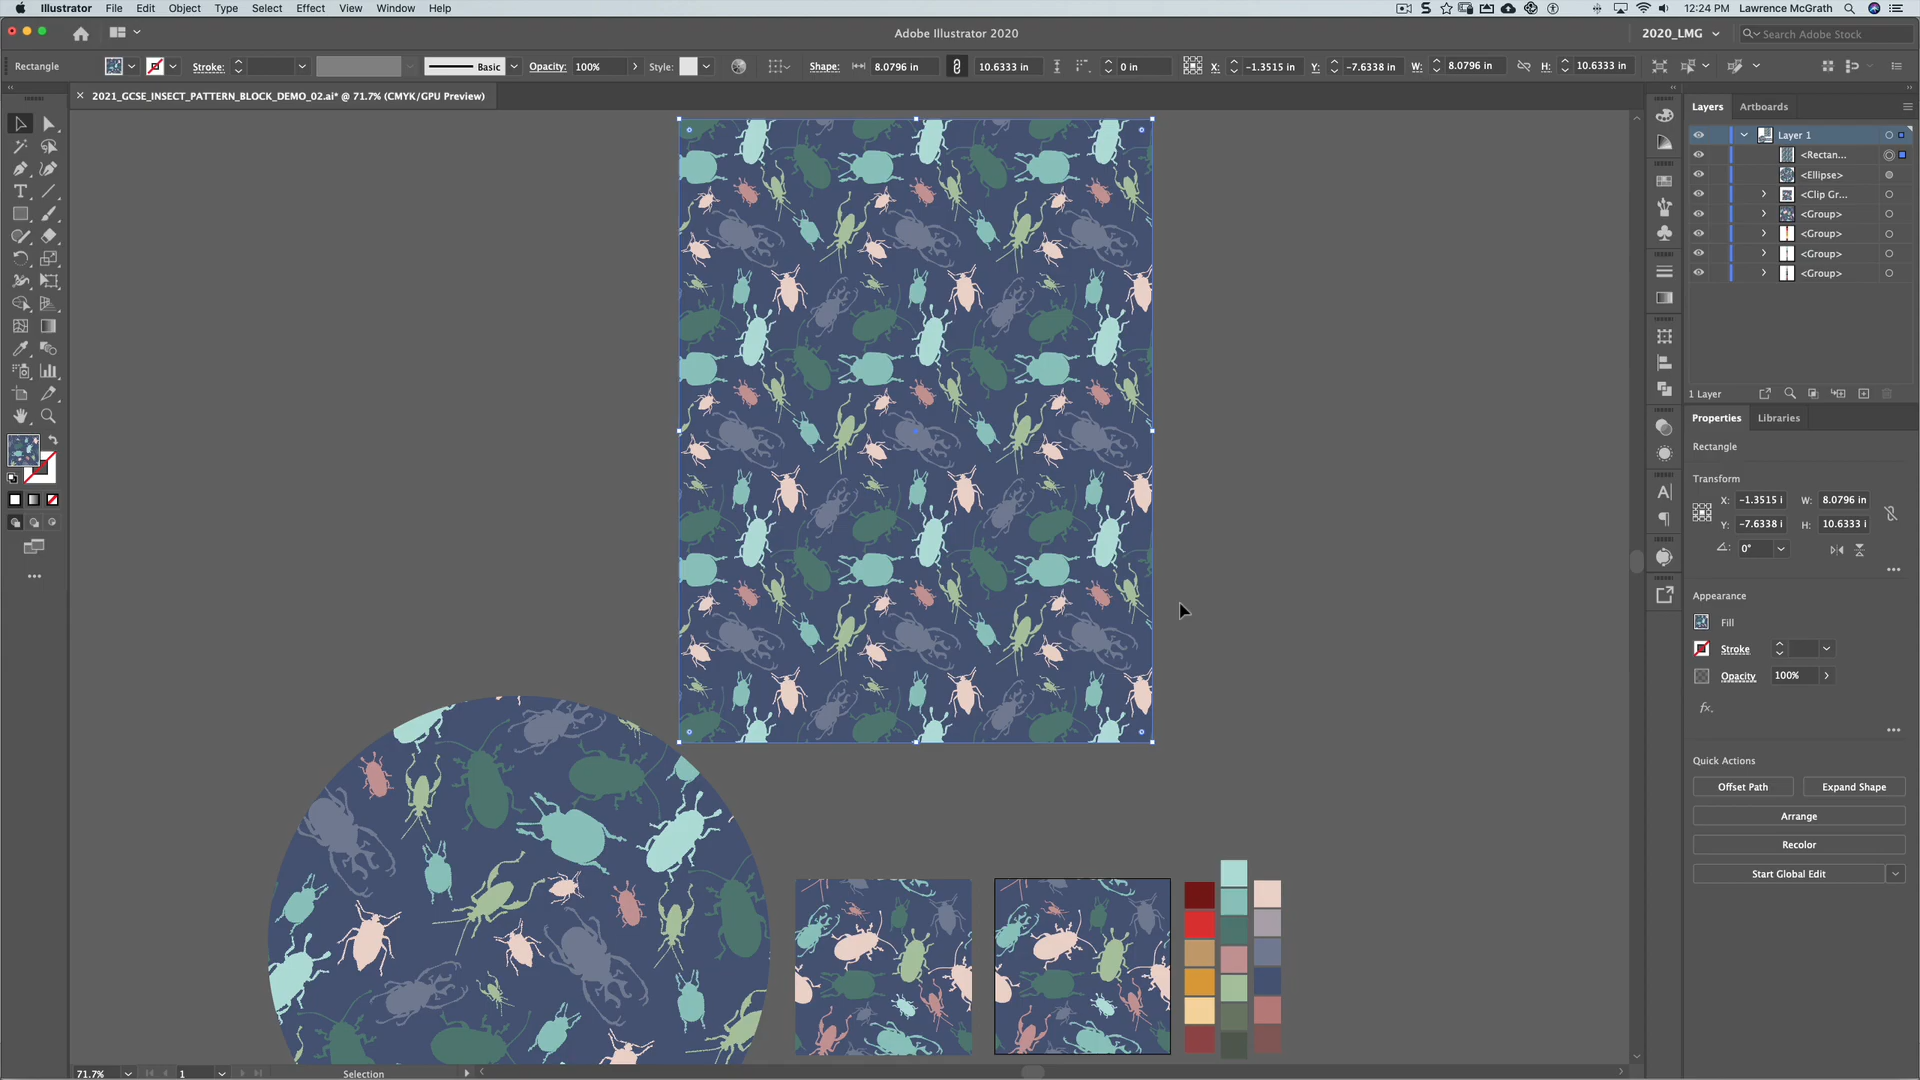 Illustrator File Edit Object Type Select Effect View Window Help 12:24 PM Lawrence McGrath
Adobe Illustrator 2020 2020_LMG Search Adobe Stock
Rectangle Stroke: Basic Opacity: 100% Style: Shape: 8.0796 in 10.6333 in 0 in X: -1.3515 in Y: -7.6338 in W: 8.0796 in H: 10.6333 in
2021_GCSE_INSECT_PATTERN_BLOCK_DEMO_02.ai* @ 71.7% (CMYK/GPU Preview)
Layers Artboards
Layer 1
<Rectan...
<Ellipse>
<Clip Gr...
<Group>
<Group>
<Group>
<Group>
1 Layer
Properties Libraries
Rectangle
Transform
X: -1.3515 i W: 8.0796 in
Y: -7.6338 i H: 10.6333 i
0°
Appearance
Fill
Stroke
Opacity 100%
fx.
Quick Actions
Offset Path Expand Shape
Arrange
Recolor
Start Global Edit
71.7% 1 Selection